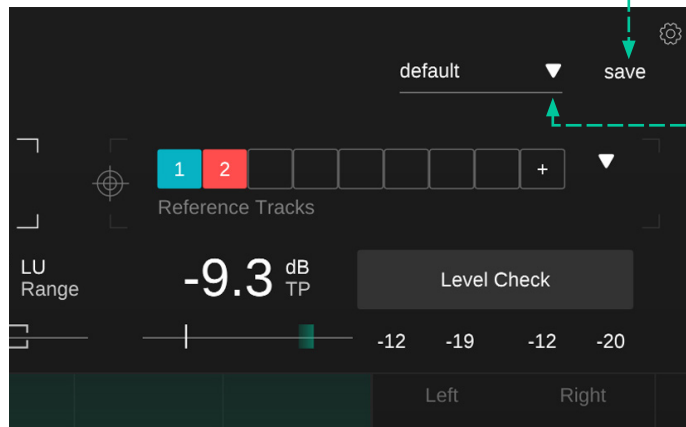 default save
1 2 +
Reference Tracks
LU
Range
-9.3 dB
TP
Level Check
-12 -19 -12 -20
Left Right